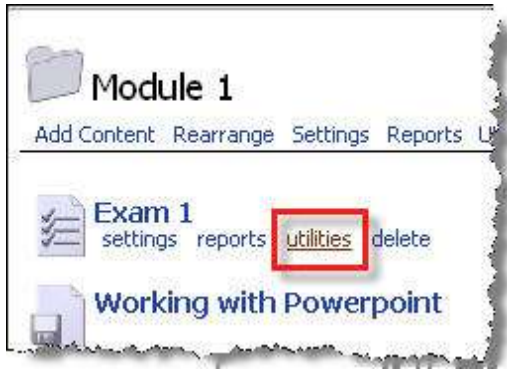 Module 1
Add Content Rearrange Settings Reports
Exam 1
settings reports utilities delete
Working with Powerpoint